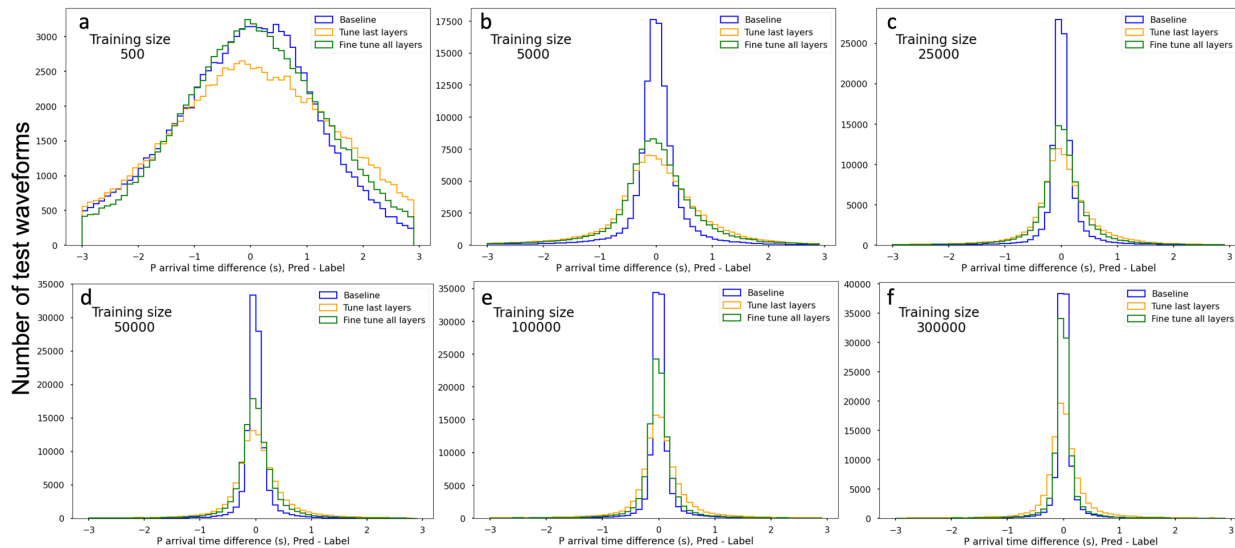 Number of test waveforms
a
Training size
500
Baseline
Tune last layers
Fine tune all layers
3000
2500
2000
1500
1000
500
0
−3 −2 −1 0 1 2 3
P arrival time difference (s), Pred - Label
b
Training size
5000
Baseline
Tune last layers
Fine tune all layers
17500
15000
12500
10000
7500
5000
2500
0
−3 −2 −1 0 1 2 3
P arrival time difference (s), Pred - Label
c
Training size
25000
Baseline
Tune last layers
Fine tune all layers
25000
20000
15000
10000
5000
0
−3 −2 −1 0 1 2 3
P arrival time difference (s), Pred - Label
d
Training size
50000
Baseline
Tune last layers
Fine tune all layers
35000
30000
25000
20000
15000
10000
5000
0
−3 −2 −1 0 1 2 3
P arrival time difference (s), Pred - Label
e
Training size
100000
Baseline
Tune last layers
Fine tune all layers
35000
30000
25000
20000
15000
10000
5000
0
−3 −2 −1 0 1 2 3
P arrival time difference (s), Pred - Label
f
Training size
300000
Baseline
Tune last layers
Fine tune all layers
40000
35000
30000
25000
20000
15000
10000
5000
0
−3 −2 −1 0 1 2 3
P arrival time difference (s), Pred - Label